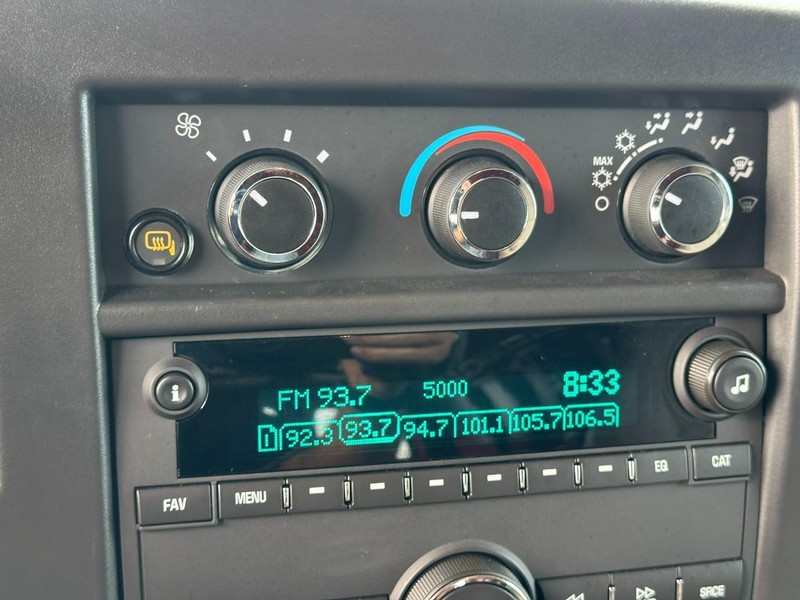 MAX
i
FM 93.7 5000 8:33
1 92.3 93.7 94.7 101.1 105.7 106.5
FAV MENU EQ CAT
SRCE